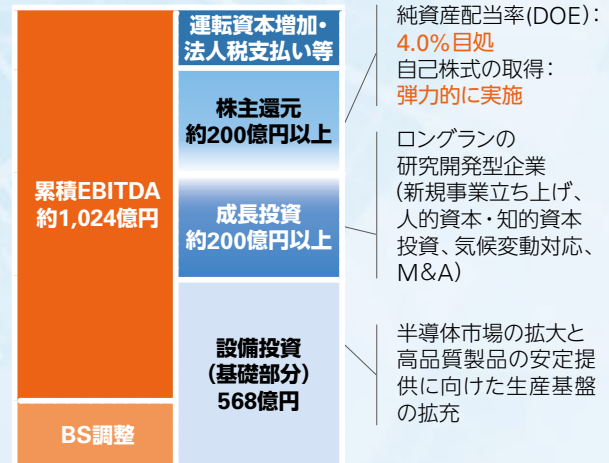 累積EBITDA
約1,024億円
BS調整
運転資本増加・
法人税支払い等
株主還元
約200億円以上
成長投資
約200億円以上
設備投資
（基礎部分）
568億円
純資産配当率(DOE)：
4.0%目処
自己株式の取得：
弾力的に実施
ロングランの
研究開発型企業
(新規事業立ち上げ、
人的資本・知的資本
投資、気候変動対応、
M&A)
半導体市場の拡大と
高品質製品の安定提
供に向けた生産基盤
の拡充